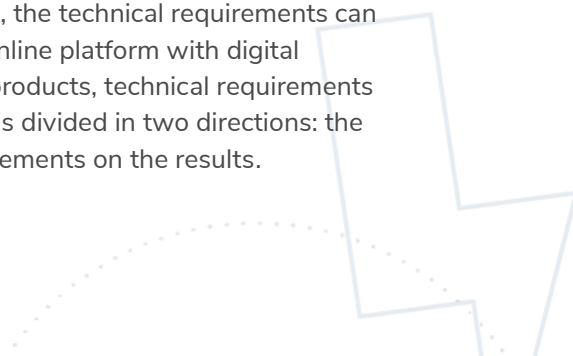 , the technical requirements can
nline platform with digital
products, technical requirements
s divided in two directions: the
ements on the results.